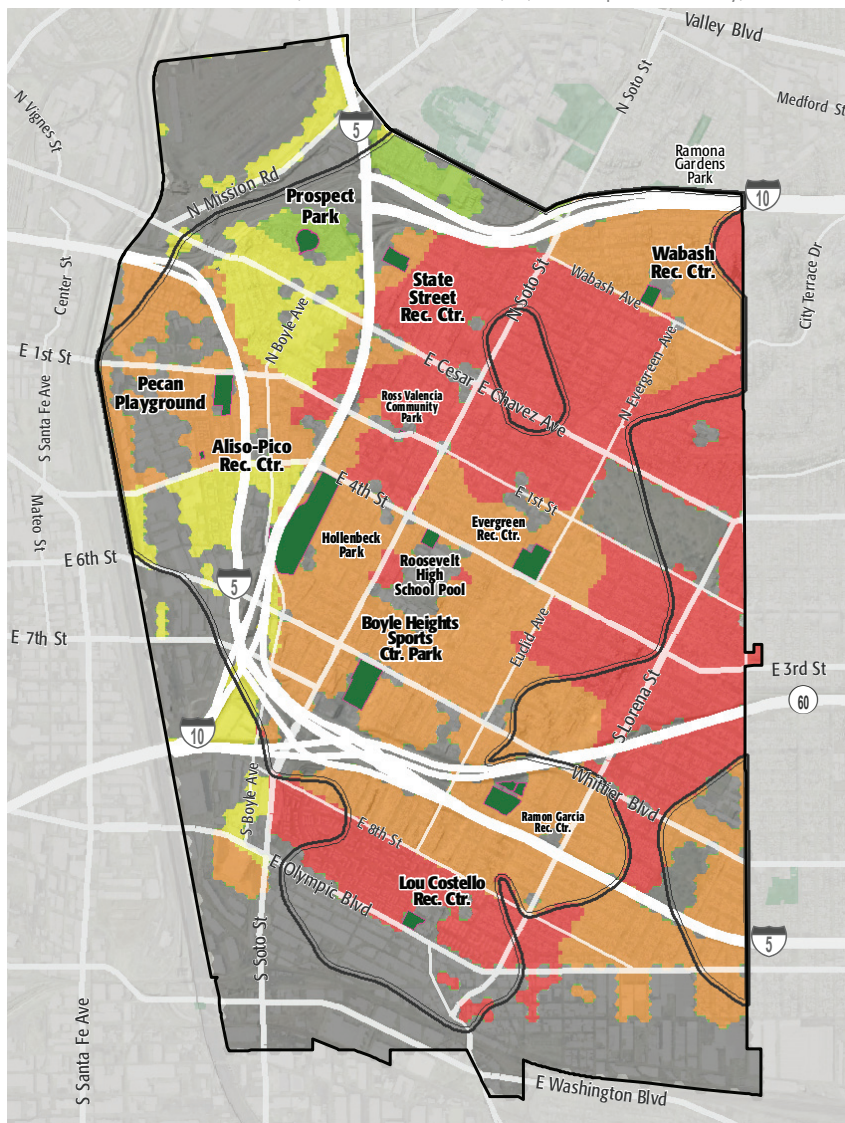 Valley Blvd
N Soto St
Medford St
N Vignes St
5
Ramona
Gardens
Park
10
N Mission Rd
Prospect
Park
Wabash
Rec. Ctr.
Center St
State
Street
Rec. Ctr.
N Soto St
Wabash Ave
City Terrace Dr
N Boyle Ave
E 1st St
E Cesar E Chavez Ave
N Evergreen Ave
Pecan
Playground
S Santa Fe Ave
Ross Valencia
Community
Park
Aliso-Pico
Rec. Ctr.
E 4th St
E 1st St
Mateo St
Evergreen
Rec. Ctr.
Hollenbeck
Park
E 6th St
Roosevelt
High
School Pool
5
Boyle Heights
Sports
Ctr. Park
Euclid Ave
E 7th St
E 3rd St
S Lorena St
60
10
Whittier Blvd
S Boyle Ave
Ramon Garcia
Rec. Ctr.
E 8th St
E Olympic Blvd
Lou Costello
Rec. Ctr.
S Soto St
5
S Santa Fe Ave
E Washington Blvd